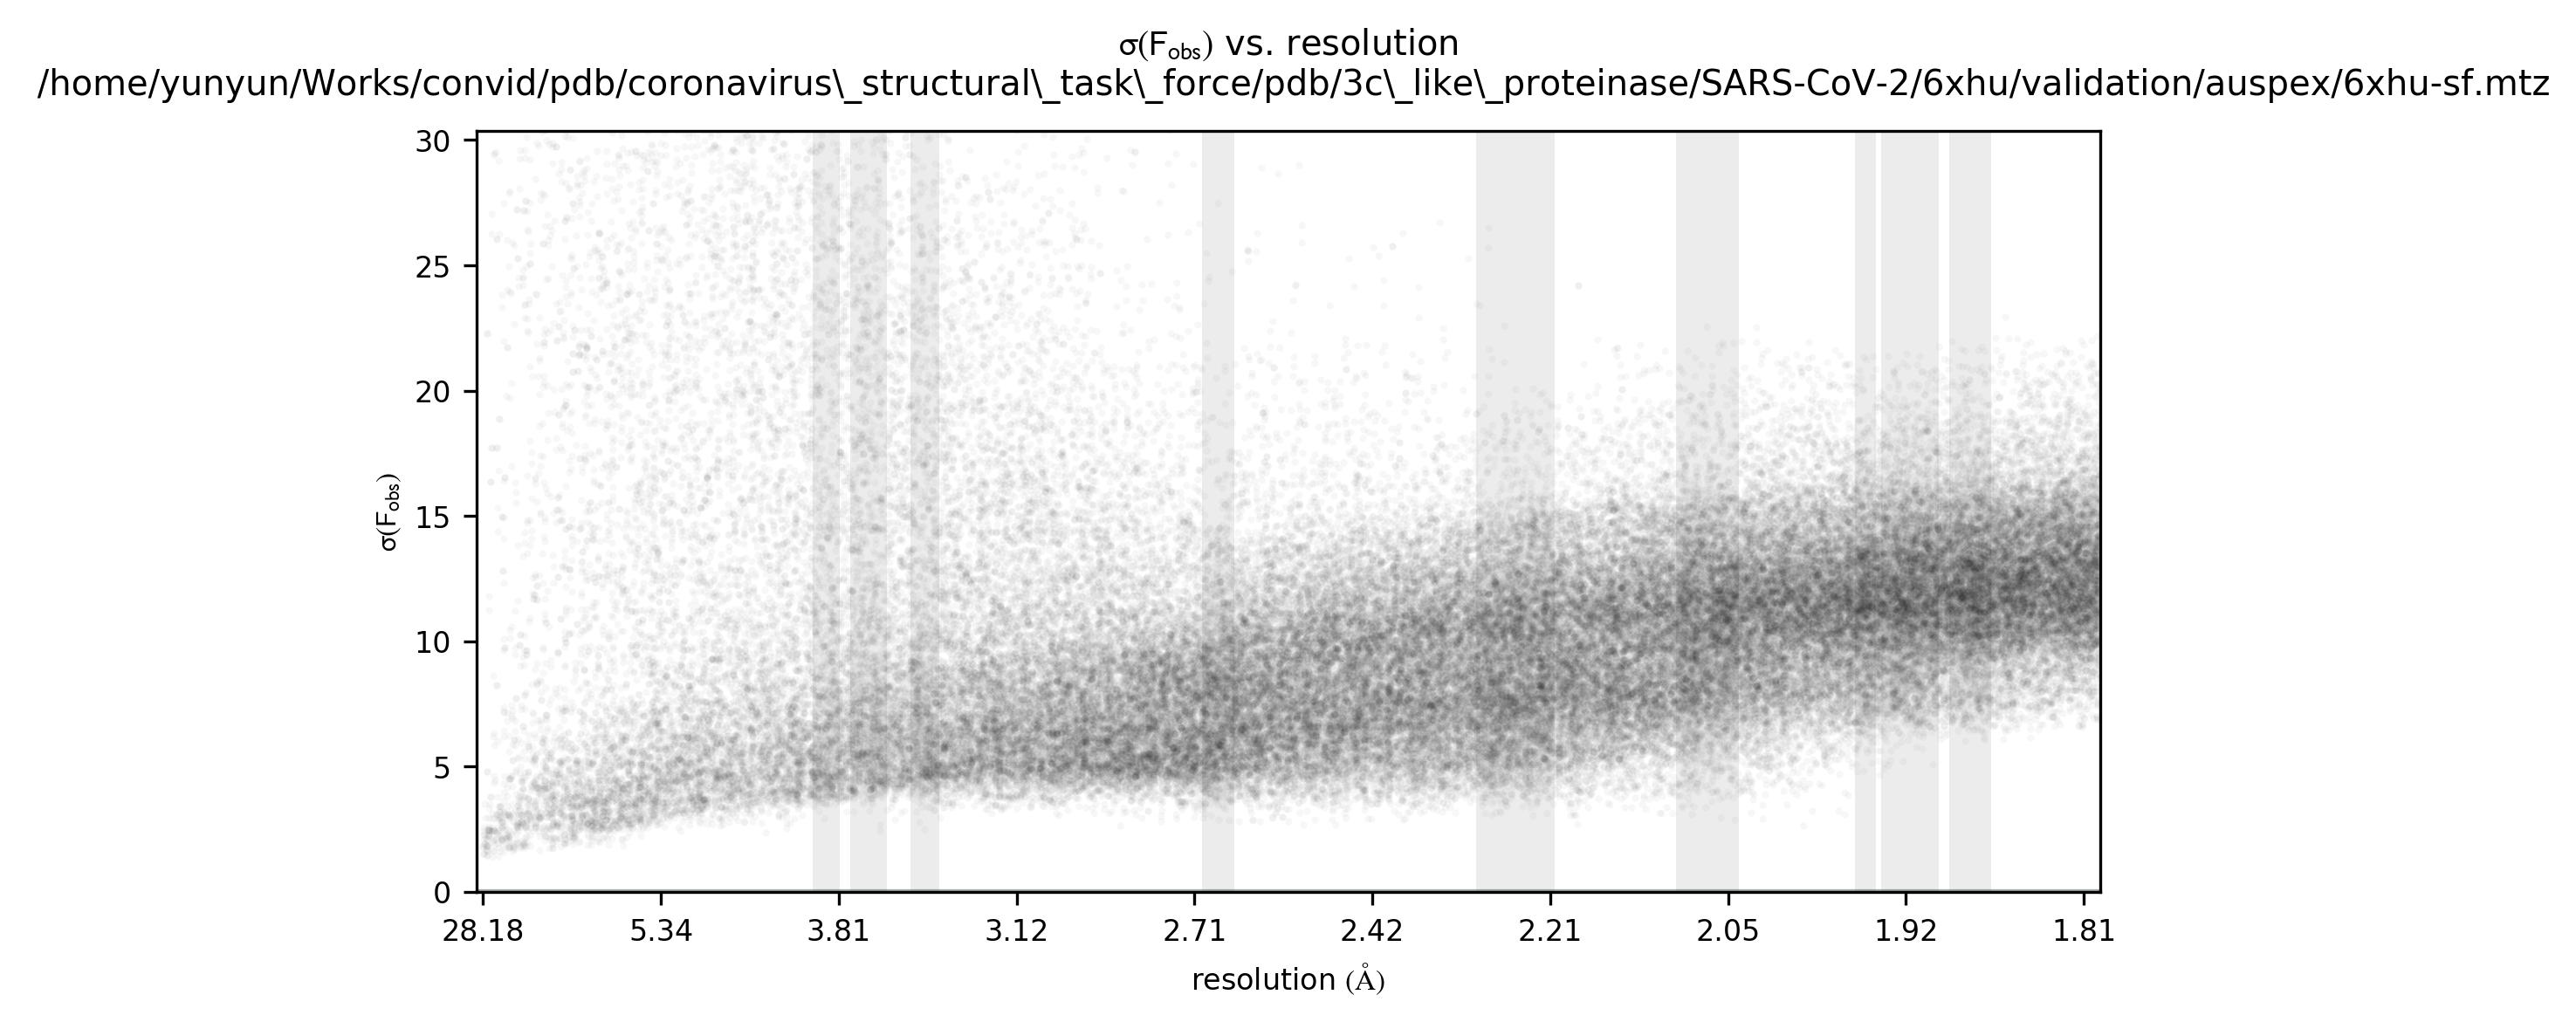 σ(Fobs) vs. resolution
/home/yunyun/Works/convid/pdb/coronavirus\_structural\_task\_force/pdb/3c\_like\_proteinase/SARS-CoV-2/6xhu/validation/auspex/6xhu-sf.mtz
30
25
20
15
10
5
0
σ(Fobs)
28.18 5.34 3.81 3.12 2.71 2.42 2.21 2.05 1.92 1.81
resolution (Å)